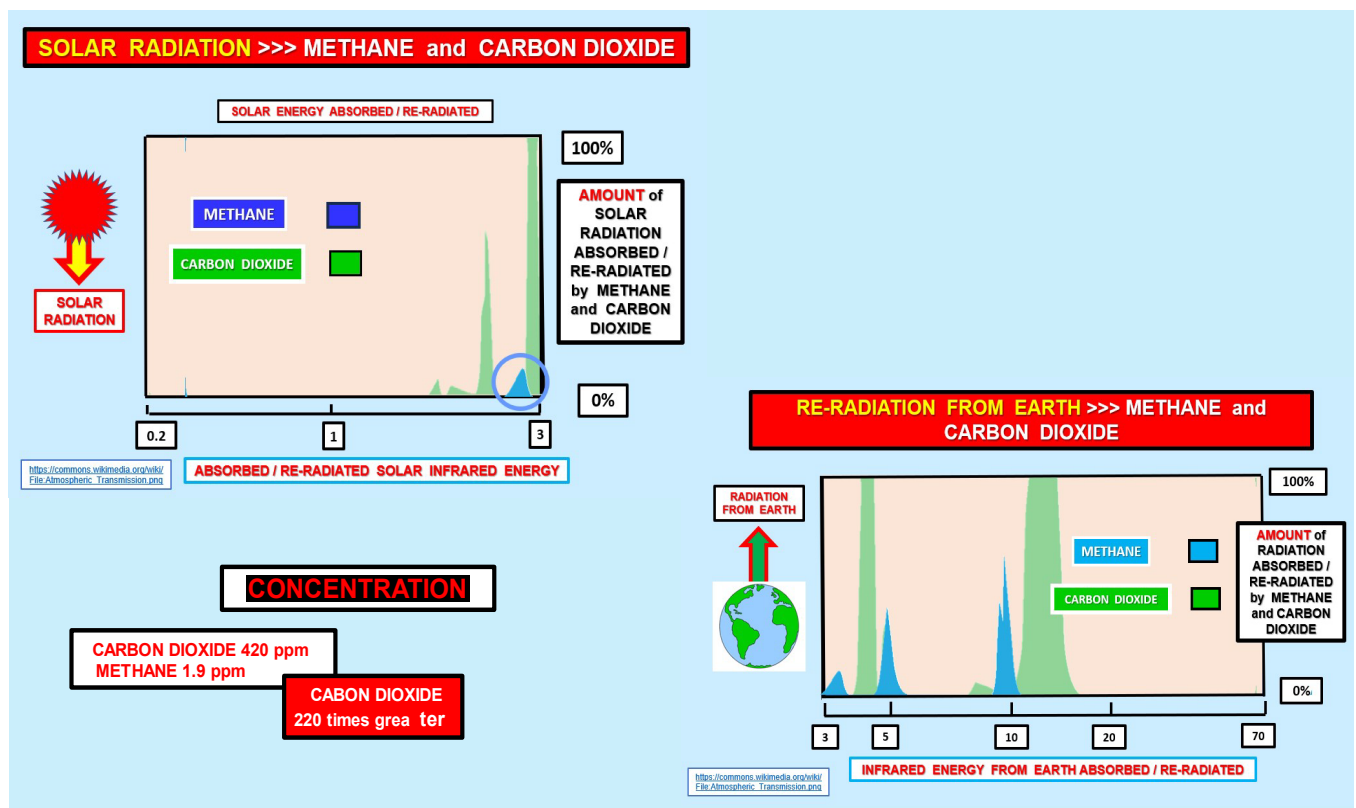 SOLAR RADIATION >>> METHANE and CARBON DIOXIDE
SOLAR ENERGY ABSORBED / RE-RADIATED
100%
METHANE
CARBON DIOXIDE
SOLAR
RADIATION
AMOUNT of
SOLAR
RADIATION
ABSORBED /
RE-RADIATED
by METHANE
and CARBON
DIOXIDE
0%
0.2
1
3
https://commons.wikimedia.org/wiki/
File:Atmospheric_Transmission.png
ABSORBED / RE-RADIATED SOLAR INFRARED ENERGY
CONCENTRATION
CARBON DIOXIDE 420 ppm
METHANE 1.9 ppm
CABON DIOXIDE
220 times grea ter
RE-RADIATION FROM EARTH >>> METHANE and
CARBON DIOXIDE
RADIATION
FROM EARTH
100%
METHANE
CARBON DIOXIDE
AMOUNT of
RADIATION
ABSORBED /
RE-RADIATED
by METHANE
and CARBON
DIOXIDE
0%
3
5
10
20
70
INFRARED ENERGY FROM EARTH ABSORBED / RE-RADIATED
https://commons.wikimedia.org/wiki/
File:Atmospheric_Transmission.png